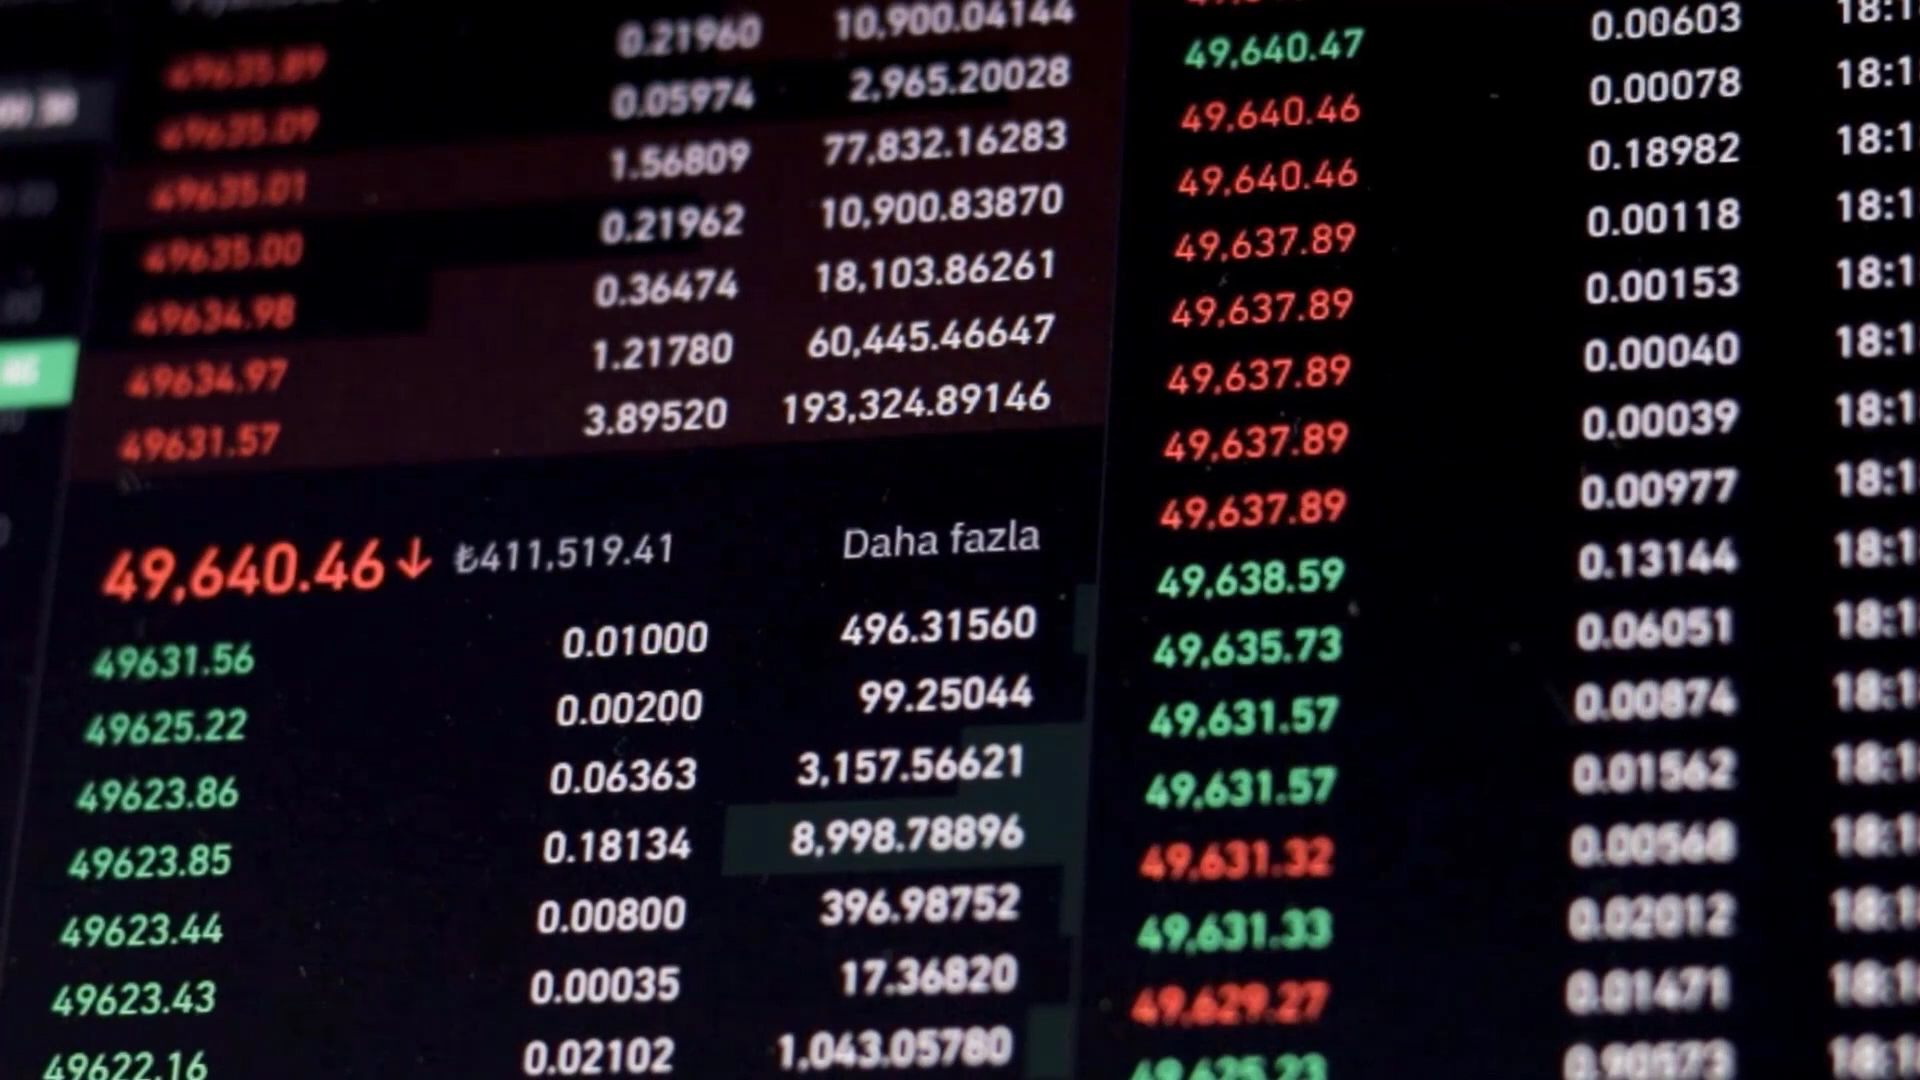 0.21960 10,900.04144
49635.89 0.05974 2,965.20028
49635.09 1.56809 77,832.16283
49635.01 0.21962 10,900.83870
49635.00 0.36474 18,103.86261
49634.98 1.21780 60,445.46647
49634.97 3.89520 193,324.89146
49631.57
49,640.46↓ ₺411,519.41 Daha fazla
49631.56 0.01000 496.31560
49625.22 0.00200 99.25044
49623.86 0.06363 3,157.56621
49623.85 0.18134 8,998.78896
49623.44 0.00800 396.98752
49623.43 0.00035 17.36820
49622.16 0.02102 1,043.05780
49,640.47 0.00603 18:1
49,640.46 0.00078 18:1
49,640.46 0.18982 18:1
49,637.89 0.00118 18:1
49,637.89 0.00153 18:1
49,637.89 0.00040 18:1
49,637.89 0.00039 18:1
49,637.89 0.00977 18:1
49,638.59 0.13144 18:1
49,635.73 0.06051 18:1
49,631.57 0.00874 18:1
49,631.57 0.01562 18:1
49,631.32 0.00568 18:1
49,631.33 0.02012 18:1
49,629.27 0.01471 18:1
49,625.23 0.90573 18:1